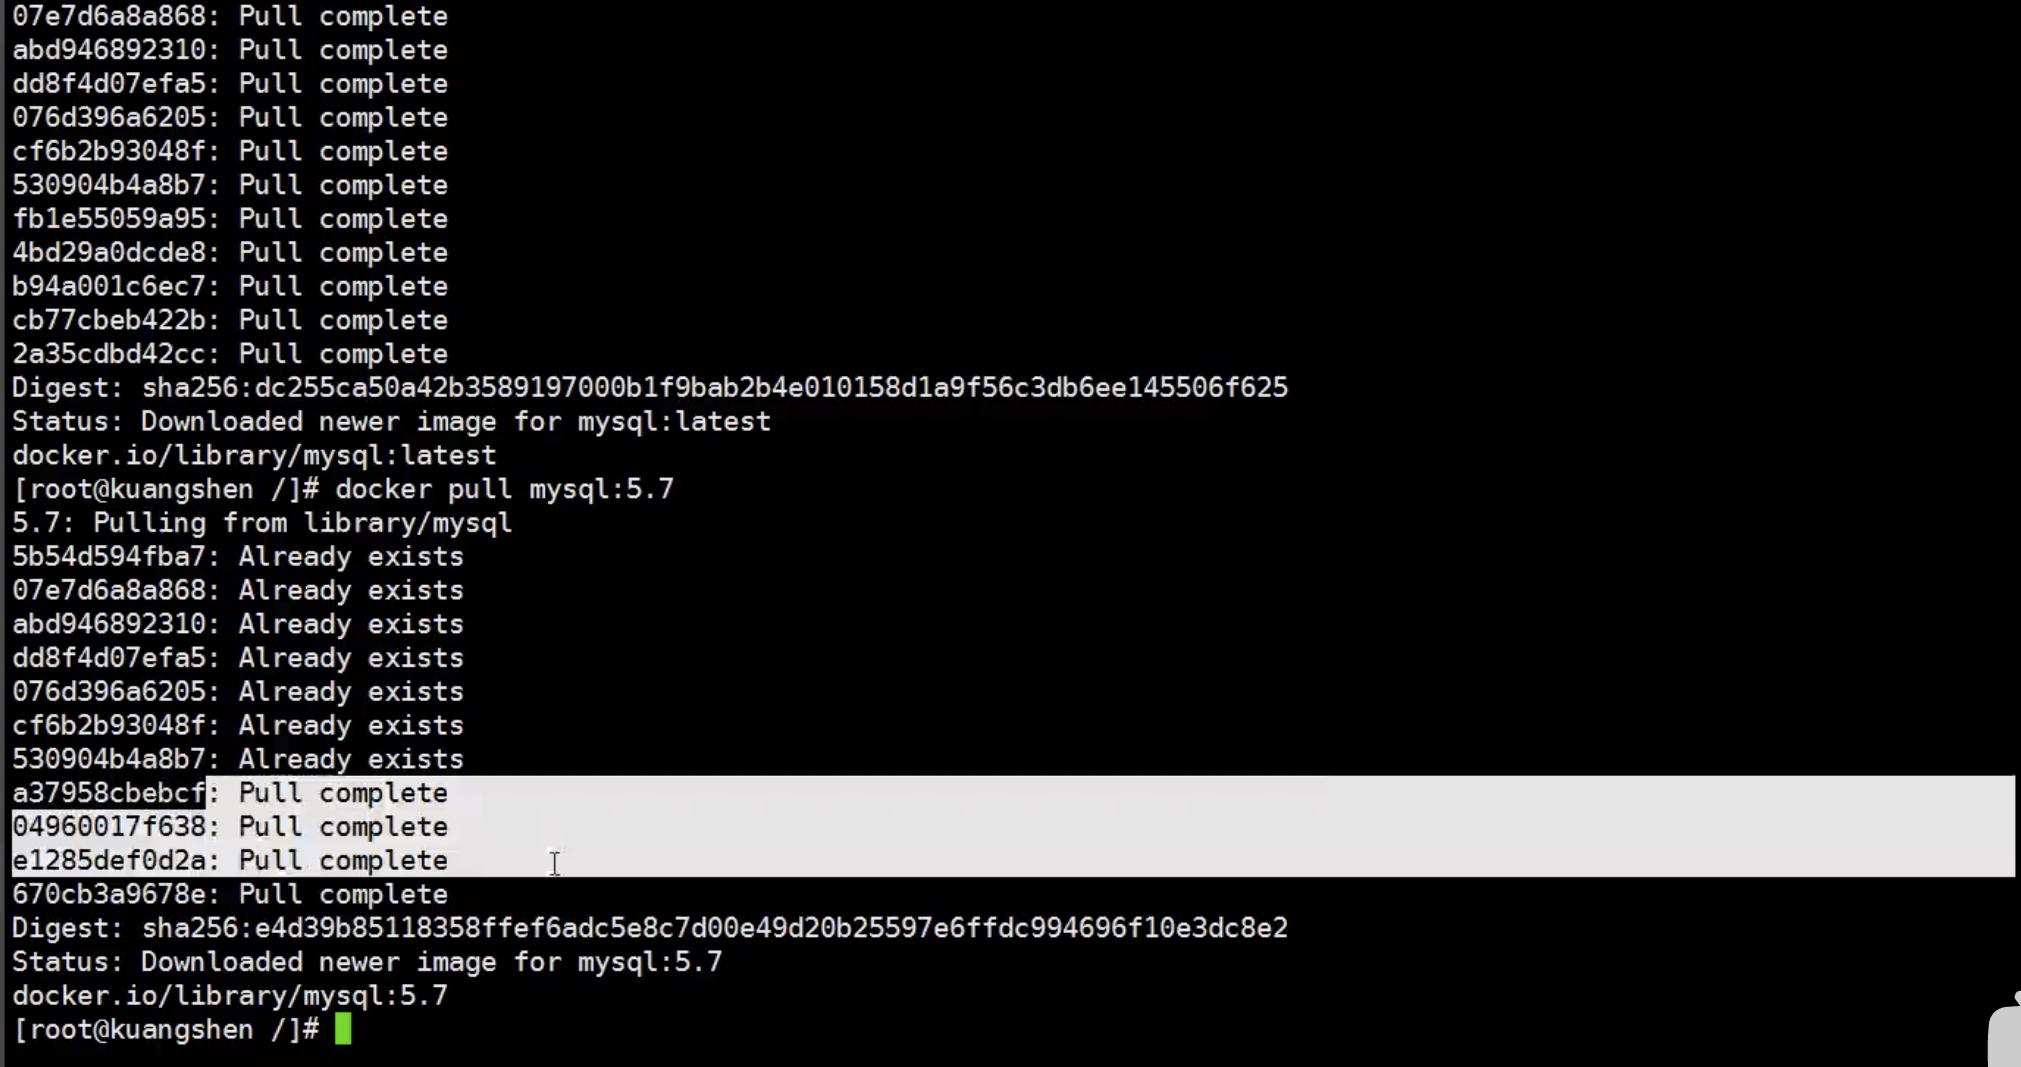 07e7d6a8a868: Pull complete
abd946892310: Pull complete
dd8f4d07efa5: Pull complete
076d396a6205: Pull complete
cf6b2b93048f: Pull complete
530904b4a8b7: Pull complete
fb1e55059a95: Pull complete
4bd29a0dcde8: Pull complete
b94a001c6ec7: Pull complete
cb77cbeb422b: Pull complete
2a35cdbd42cc: Pull complete
Digest: sha256:dc255ca50a42b3589197000b1f9bab2b4e010158d1a9f56c3db6ee145506f625
Status: Downloaded newer image for mysql:latest
docker.io/library/mysql:latest
[root@kuangshen /]# docker pull mysql:5.7
5.7: Pulling from library/mysql
5b54d594fba7: Already exists
07e7d6a8a868: Already exists
abd946892310: Already exists
dd8f4d07efa5: Already exists
076d396a6205: Already exists
cf6b2b93048f: Already exists
530904b4a8b7: Already exists
a37958cbebcf: Pull complete
04960017f638: Pull complete
e1285def0d2a: Pull complete
670cb3a9678e: Pull complete
Digest: sha256:e4d39b85118358ffef6adc5e8c7d00e49d20b25597e6ffdc994696f10e3dc8e2
Status: Downloaded newer image for mysql:5.7
docker.io/library/mysql:5.7
[root@kuangshen /]#